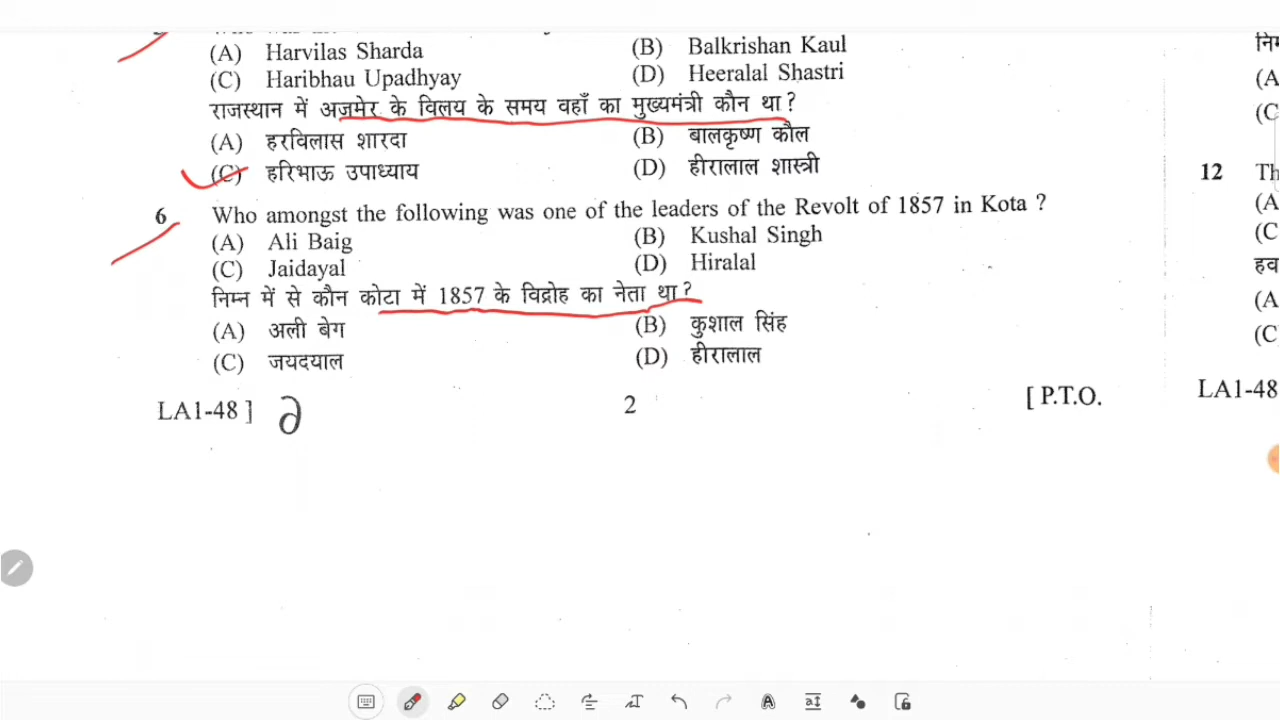 (A) Harvilas Sharda (B) Balkrishan Kaul
(C) Haribhau Upadhyay (D) Heeralal Shastri
राजस्थान में अजमेर के विलय के समय वहाँ का मुख्यमंत्री कौन था?
(A) हरविलास शारदा (B) बालकृष्ण कौल
(C) हरिभाऊ उपाध्याय (D) हीरालाल शास्त्री
6 Who amongst the following was one of the leaders of the Revolt of 1857 in Kota ?
(A) Ali Baig (B) Kushal Singh
(C) Jaidayal (D) Hiralal
निम्न में से कौन कोटा में 1857 के विद्रोह का नेता था?
(A) अली बेग (B) कुशाल सिंह
(C) जयदयाल (D) हीरालाल
LA1-48 ] 2 [ P.T.O.
(A
(C
12 Th
(A
(C
हव
(A
(C
LA1-48